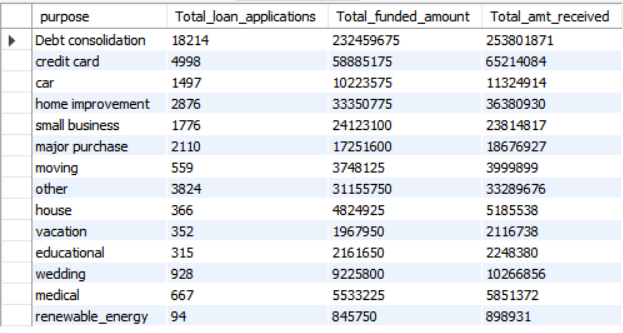 purpose Total_loan_applications Total_funded_amount Total_amt_received
Debt consolidation 18214 232459675 253801871
credit card 4998 58885175 65214084
car 1497 10223575 11324914
home improvement 2876 33350775 36380930
small business 1776 24123100 23814817
major purchase 2110 17251600 18676927
moving 559 3748125 3999899
other 3824 31155750 33289676
house 366 4824925 5185538
vacation 352 1967950 2116738
educational 315 2161650 2248380
wedding 928 9225800 10266856
medical 667 5533225 5851372
renewable_energy 94 845750 898931